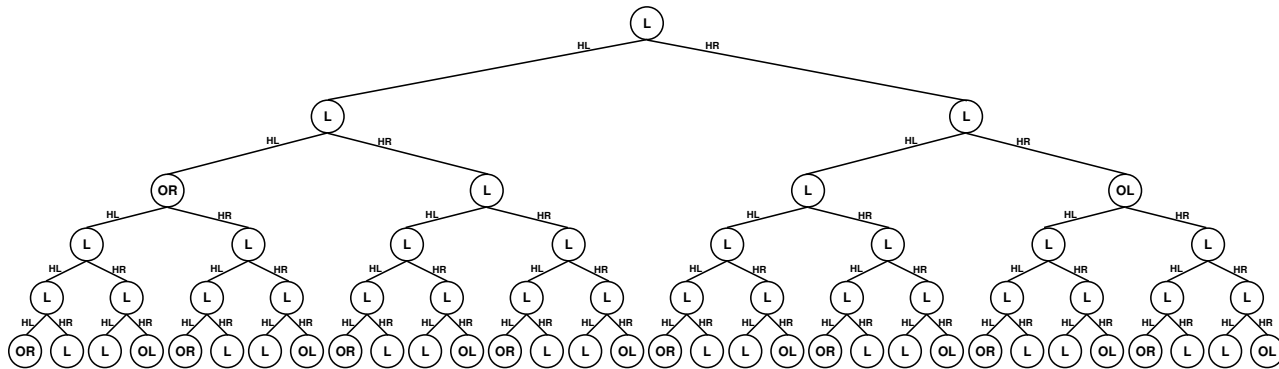 L
HL HR
L L
HL HR HL HR
OR L L OL
HL HR HL HR HL HR HL HR
L L L L L L L L
HL HR HL HR HL HR HL HR HL HR HL HR HL HR HL HR
L L L L L L L L L L L L L L L L
HL HR HL HR HL HR HL HR HL HR HL HR HL HR HL HR HL HR HL HR HL HR HL HR HL HR HL HR HL HR HL HR
OR L L OL OR L L OL OR L L OL OR L L OL OR L L OL OR L L OL OR L L OL OR L L OL